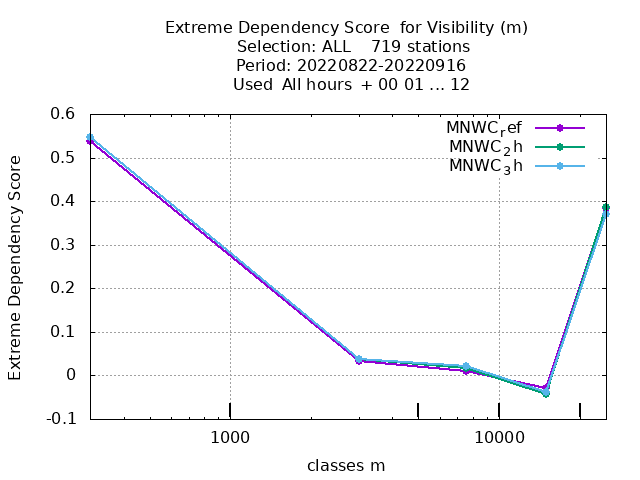 Extreme Dependency Score  for Visibility (m)
Selection: ALL    719 stations
Period: 20220822-20220916
Used  All hours  + 00 01 ... 12
Extreme Dependency Score
0.6
0.5
0.4
0.3
0.2
0.1
0
-0.1
MNWCref
MNWC2h
MNWC3h
1000
10000
classes m